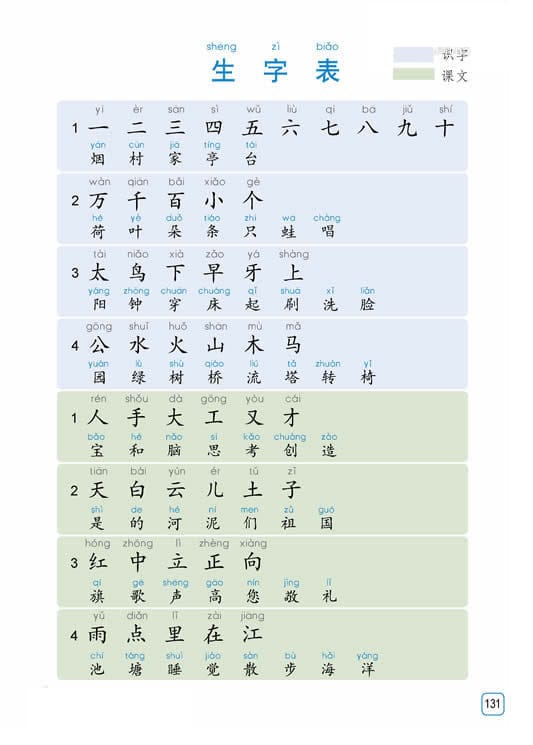 shēng zì biǎo
生字表
识字
课文
yī èr sān sì wǔ liù qī bā jiǔ shí
1 一 二 三 四 五 六 七 八 九 十
yān cūn jiā tíng tái
烟 村 家 亭 台
wàn qiān bǎi xiǎo gè
2 万 千 百 小 个
hé yè duǒ tiáo zhī wā chàng
荷 叶 朵 条 只 蛙 唱
tài niǎo xià zǎo yá shàng
3 太 鸟 下 早 牙 上
yáng zhōng chuān chuáng qǐ shuā xǐ liǎn
阳 钟 穿 床 起 刷 洗 脸
gōng shuǐ huǒ shān mù mǎ
4 公 水 火 山 木 马
yuán lǜ shù qiáo liú tǎ zhuàn yǐ
园 绿 树 桥 流 塔 转 椅
rén shǒu dà gōng yòu cái
1 人 手 大 工 又 才
bǎo hé nǎo sī kǎo chuàng zào
宝 和 脑 思 考 创 造
tiān bái yún ér tǔ zǐ
2 天 白 云 儿 土 子
shì de hé ní men zǔ guó
是 的 河 泥 们 祖 国
hóng zhōng lì zhèng xiàng
3 红 中 立 正 向
qí gē shēng gāo nín jìng lǐ
旗 歌 声 高 您 敬 礼
yǔ diǎn lǐ zài jiāng
4 雨 点 里 在 江
chí táng shuì jiào sàn bù hǎi yáng
池 塘 睡 觉 散 步 海 洋
131